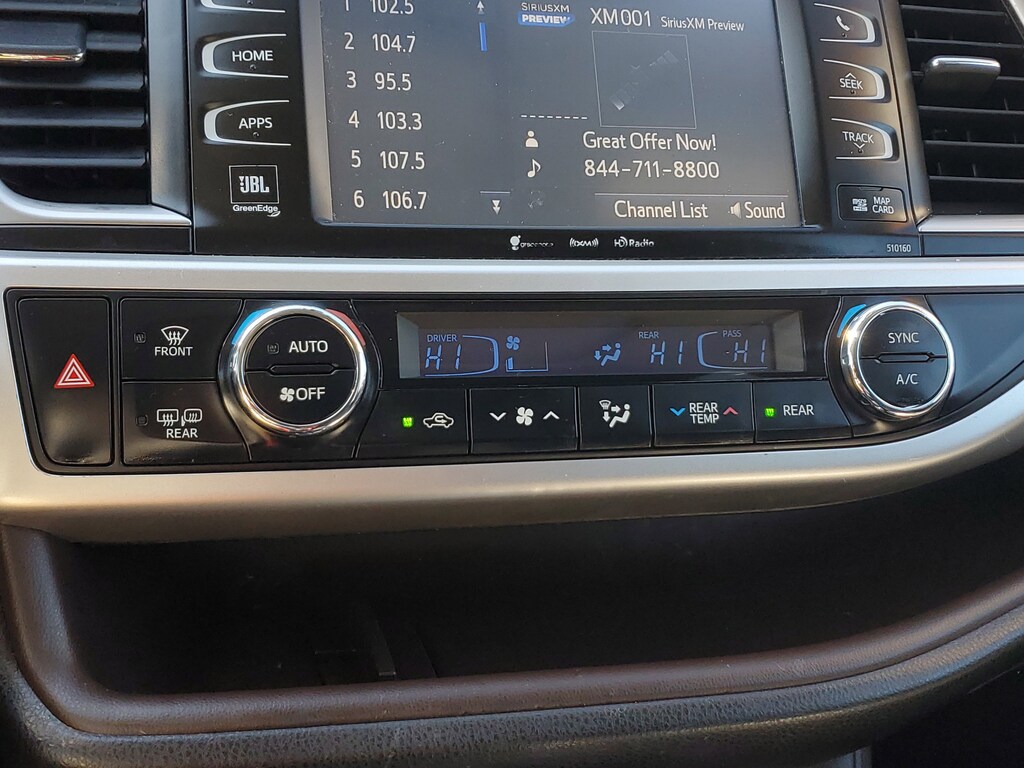 1 102.5
2 104.7
3 95.5
4 103.3
5 107.5
6 106.7
SIRIUSXM
PREVIEW
XM001 SiriusXM Preview
Great Offer Now!
844-711-8800
Channel List
Sound
HOME
APPS
JBL
GreenEdge
SEEK
TRACK
MAP
CARD
gracenote
((XM))
HD Radio
510160
FRONT
REAR
AUTO
OFF
DRIVER
HI
REAR
HI
PASS
HI
REAR
TEMP
REAR
SYNC
A/C